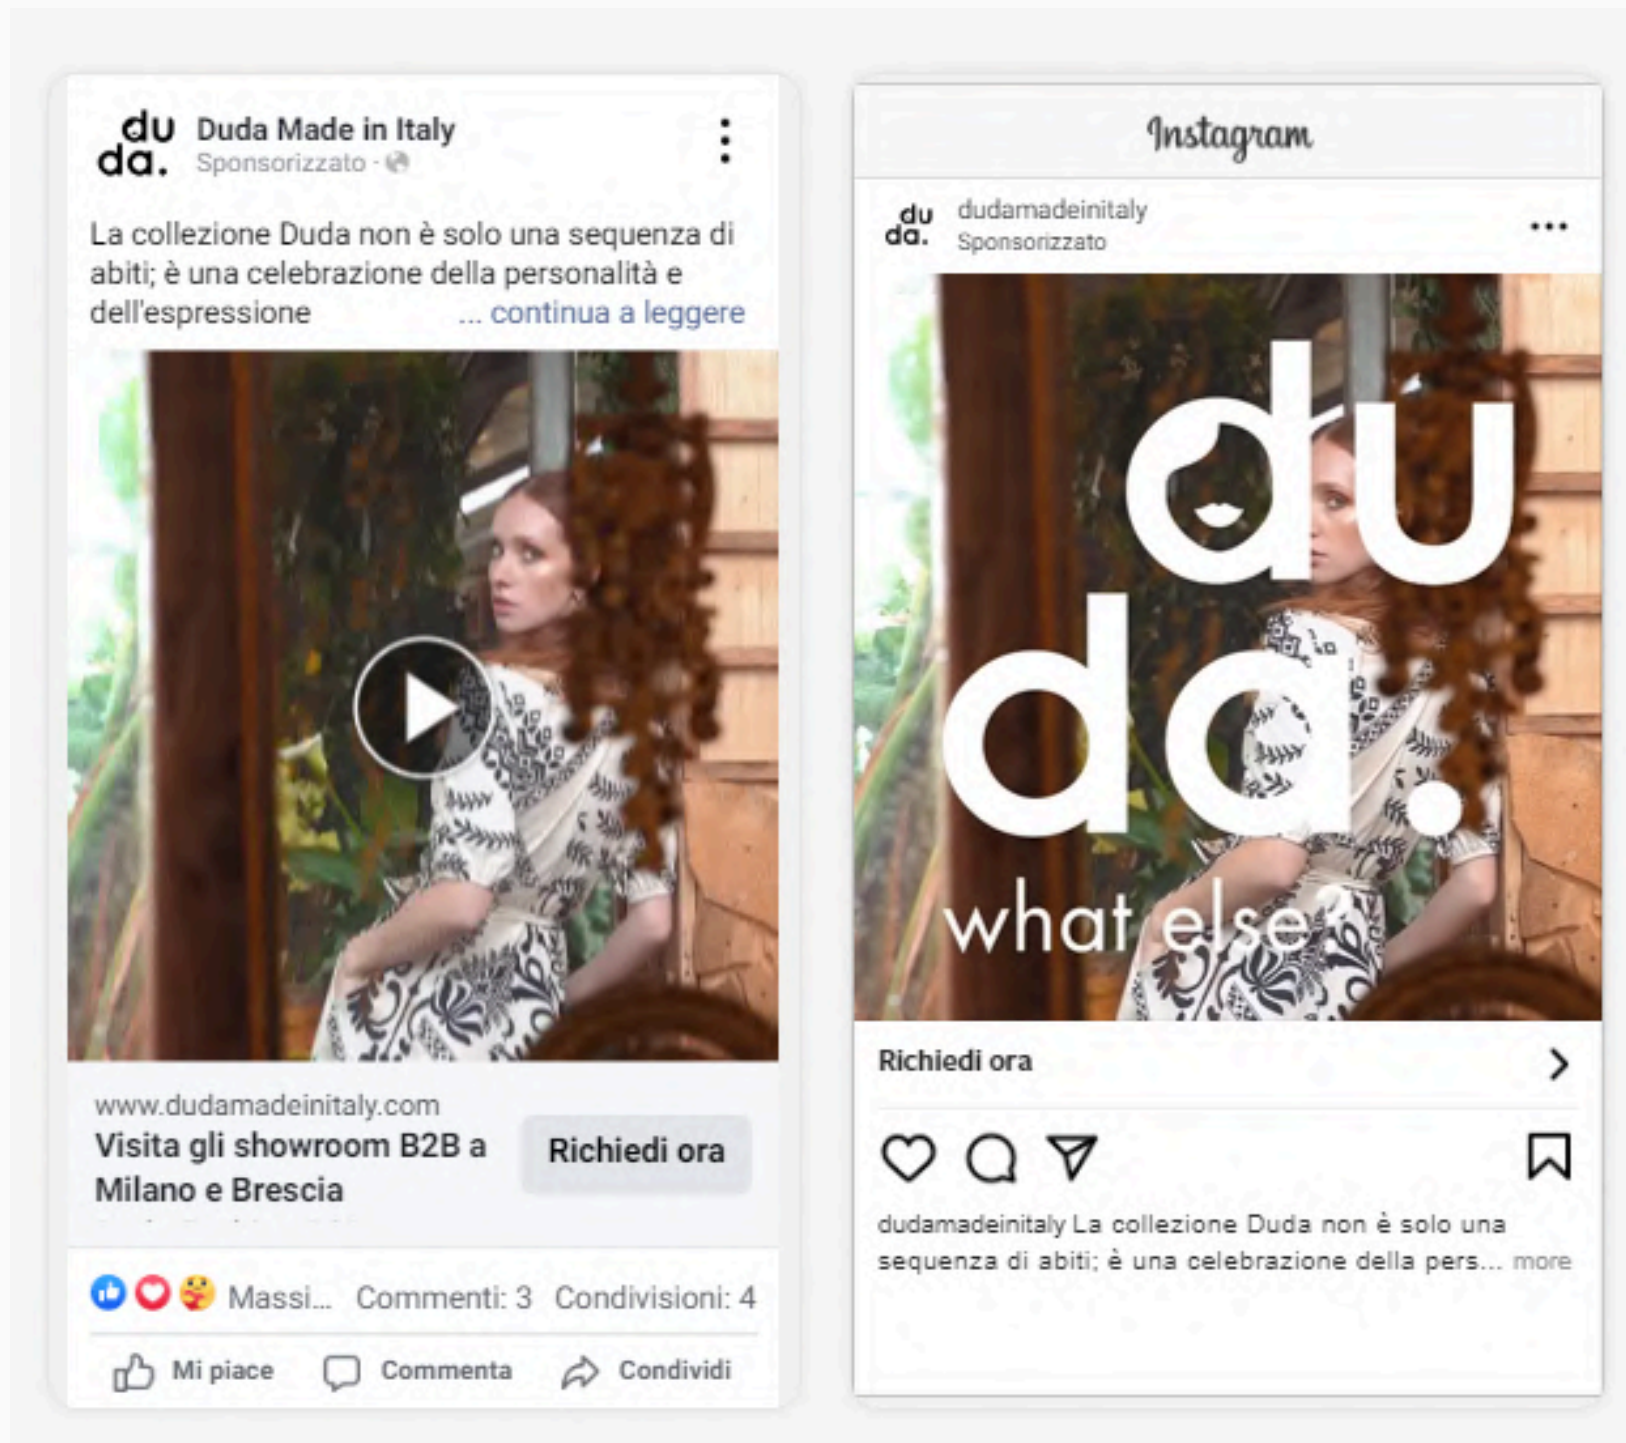 du
da.
Duda Made in Italy
Sponsorizzato ·
La collezione Duda non è solo una sequenza di
abiti; è una celebrazione della personalità e
dell'espressione ... continua a leggere
www.dudamadeinitaly.com
Visita gli showroom B2B a
Milano e Brescia
Richiedi ora
Massi... Commenti: 3 Condivisioni: 4
Mi piace Commenta Condividi
Instagram
du
da.
dudamadeinitaly
Sponsorizzato
du
da.
what else?
Richiedi ora
dudamadeinitaly La collezione Duda non è solo una
sequenza di abiti; è una celebrazione della pers... more